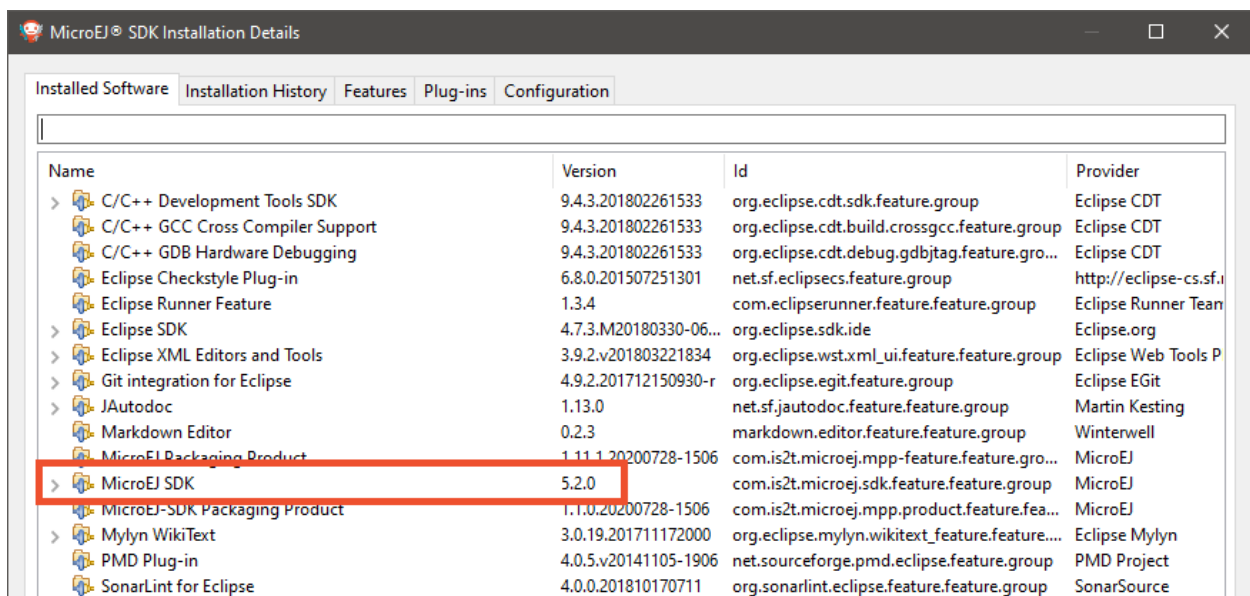 MicroEJ® SDK Installation Details
Installed Software Installation History Features Plug-ins Configuration
Name Version Id Provider
C/C++ Development Tools SDK 9.4.3.201802261533 org.eclipse.cdt.sdk.feature.group Eclipse CDT
C/C++ GCC Cross Compiler Support 9.4.3.201802261533 org.eclipse.cdt.build.crossgcc.feature.group Eclipse CDT
C/C++ GDB Hardware Debugging 9.4.3.201802261533 org.eclipse.cdt.debug.gdbjtag.feature.gro... Eclipse CDT
Eclipse Checkstyle Plug-in 6.8.0.201507251301 net.sf.eclipsecs.feature.group http://eclipse-cs.sf.
Eclipse Runner Feature 1.3.4 com.eclipserunner.feature.feature.group Eclipse Runner Team
Eclipse SDK 4.7.3.M20180330-06... org.eclipse.sdk.ide Eclipse.org
Eclipse XML Editors and Tools 3.9.2.v201803221834 org.eclipse.wst.xml_ui.feature.feature.group Eclipse Web Tools P
Git integration for Eclipse 4.9.2.201712150930-r org.eclipse.egit.feature.group Eclipse EGit
JAutodoc 1.13.0 net.sf.jautodoc.feature.feature.group Martin Kesting
Markdown Editor 0.2.3 markdown.editor.feature.feature.group Winterwell
MicroEJ Packaging Product 1.11.1.20200728-1506 com.is2t.microej.mpp-feature.feature.gro... MicroEJ
MicroEJ SDK 5.2.0 com.is2t.microej.sdk.feature.feature.group MicroEJ
MicroEJ-SDK Packaging Product 1.1.0.20200728-1506 com.is2t.microej.mpp.product.feature.fea... MicroEJ
Mylyn WikiText 3.0.19.201711172000 org.eclipse.mylyn.wikitext_feature.feature.... Eclipse Mylyn
PMD Plug-in 4.0.5.v20141105-1906 net.sourceforge.pmd.eclipse.feature.group PMD Project
SonarLint for Eclipse 4.0.0.201810170711 org.sonarlint.eclipse.feature.feature.group SonarSource